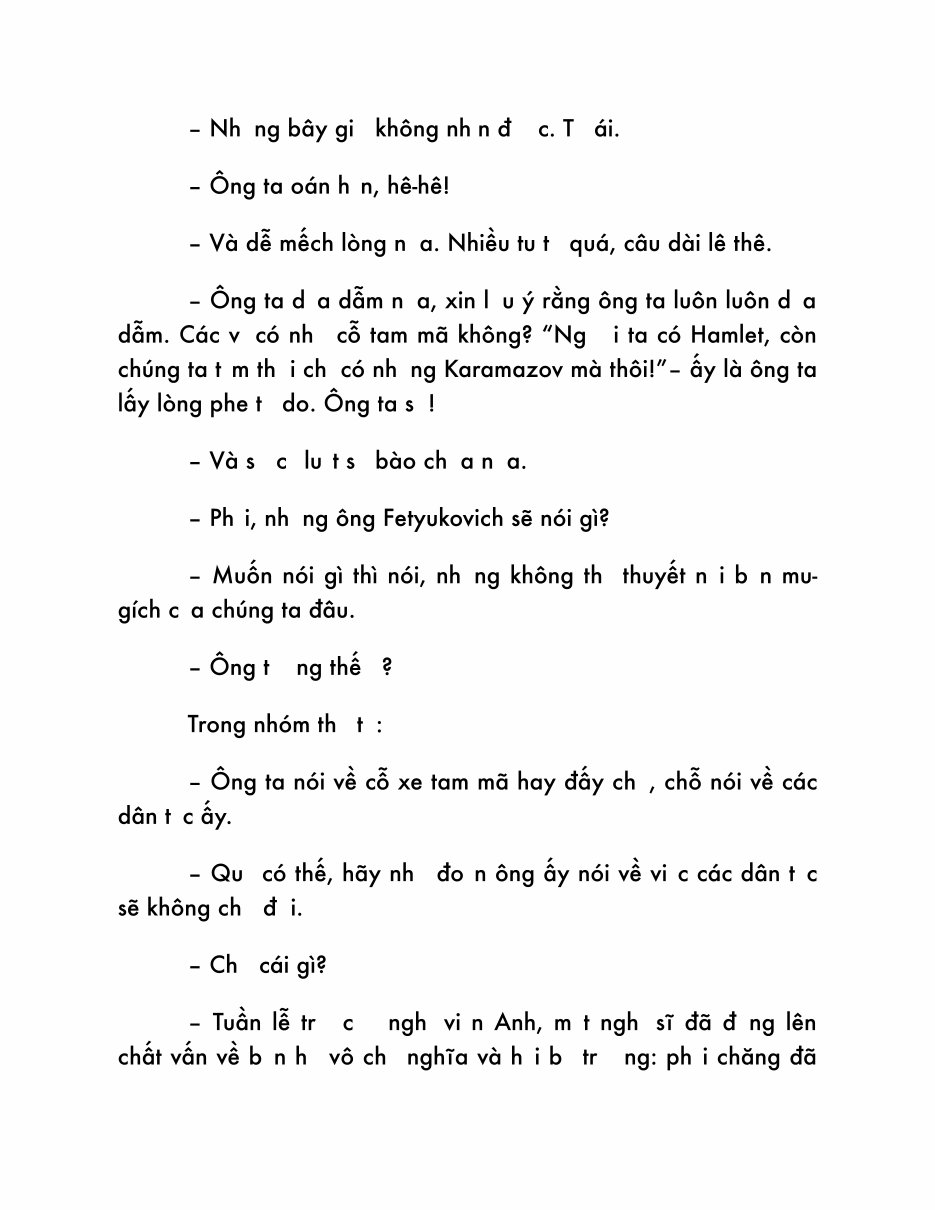 – Nh ng bây gi  không nh n đ  c. T  ái.
– Ông ta oán h n, hê-hê!
– Và dễ mếch lòng n a. Nhiều tu t  quá, câu dài lê thê.
– Ông ta d a dẫm n a, xin l u ý rằng ông ta luôn luôn d a
dẫm. Các v  có nh  cỗ tam mã không? “Ng  i ta có Hamlet, còn
chúng ta t m th i ch  có nh ng Karamazov mà thôi!”– ấy là ông ta
lấy lòng phe t  do. Ông ta s !
– Và s  c  lu t s  bào ch a n a.
– Ph i, nh ng ông Fetyukovich sẽ nói gì?
– Muốn nói gì thì nói, nh ng không th  thuyết n i b n mu-
gích c a chúng ta đâu.
– Ông t  ng thế  ?
Trong nhóm th  t :
– Ông ta nói về cỗ xe tam mã hay đấy ch , chỗ nói về các
dân t c ấy.
– Qu  có thế, hãy nh  đo n ông ấy nói về vi c các dân t c
sẽ không ch  đ i.
– Ch  cái gì?
– Tuần lễ tr  c   ngh  vi n Anh, m t ngh  sĩ đã đ ng lên
chất vấn về b n h  vô ch  nghĩa và h i b  tr  ng: ph i chăng đã